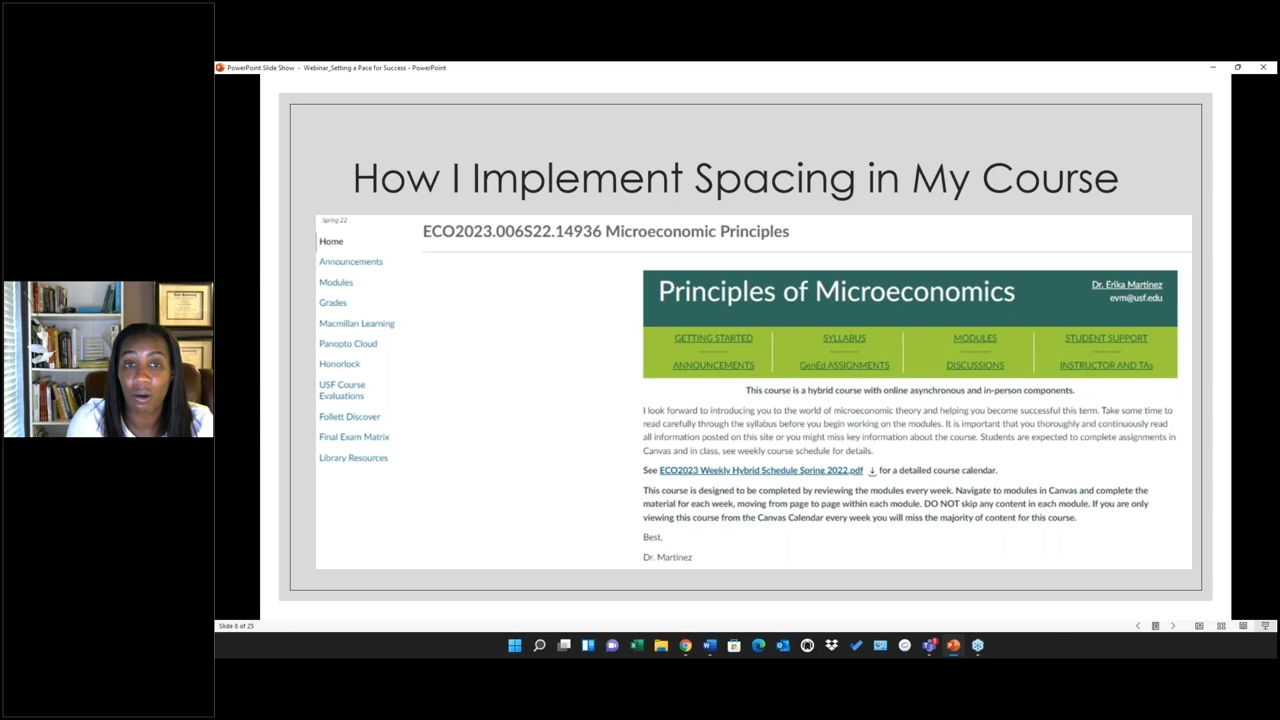 PowerPoint Slide Show - Webinar_Setting a Pace for Success - PowerPoint
How I Implement Spacing in My Course
Spring 22
Home
Announcements
Modules
Grades
Macmillan Learning
Panopto Cloud
Honorlock
USF Course
Evaluations
Follett Discover
Final Exam Matrix
Library Resources
ECO2023.006S22.14936 Microeconomic Principles
Principles of Microeconomics
Dr. Erika Martinez
evm@usf.edu
GETTING STARTED SYLLABUS MODULES STUDENT SUPPORT
ANNOUNCEMENTS GenEd ASSIGNMENTS DISCUSSIONS INSTRUCTOR AND TAs
This course is a hybrid course with online asynchronous and in-person components.
I look forward to introducing you to the world of microeconomic theory and helping you become successful this term. Take some time to
read carefully through the syllabus before you begin working on the modules. It is important that you thoroughly and continuously read
all information posted on this site or you might miss key information about the course. Students are expected to complete assignments in
Canvas and in class, see weekly course schedule for details.
See ECO2023 Weekly Hybrid Schedule Spring 2022.pdf for a detailed course calendar.
This course is designed to be completed by reviewing the modules every week. Navigate to modules in Canvas and complete the
material for each week, moving from page to page within each module. DO NOT skip any content in each module. If you are only
viewing this course from the Canvas Calendar every week you will miss the majority of content for this course.
Best,
Dr. Martinez
Slide 8 of 25